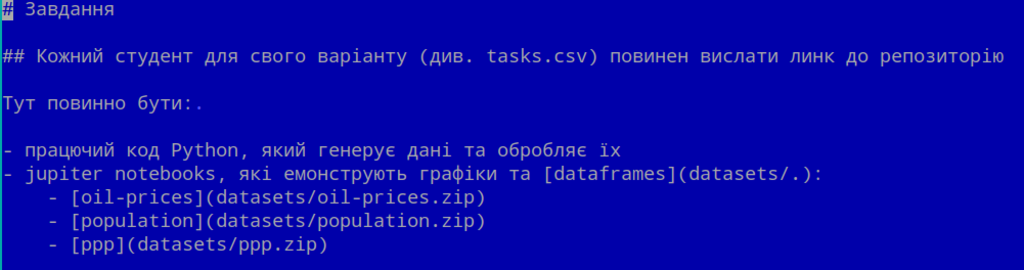 # Завдання
## Кожний студент для свого варіанту (див. tasks.csv) повинен вислати линк до репозиторію
Тут повинно бути:.
- працючий код Python, який генерує дані та обробляє їх
- jupiter notebooks, які емонструють графіки та [dataframes](datasets/.):
    - [oil-prices](datasets/oil-prices.zip)
    - [population](datasets/population.zip)
    - [ppp](datasets/ppp.zip)